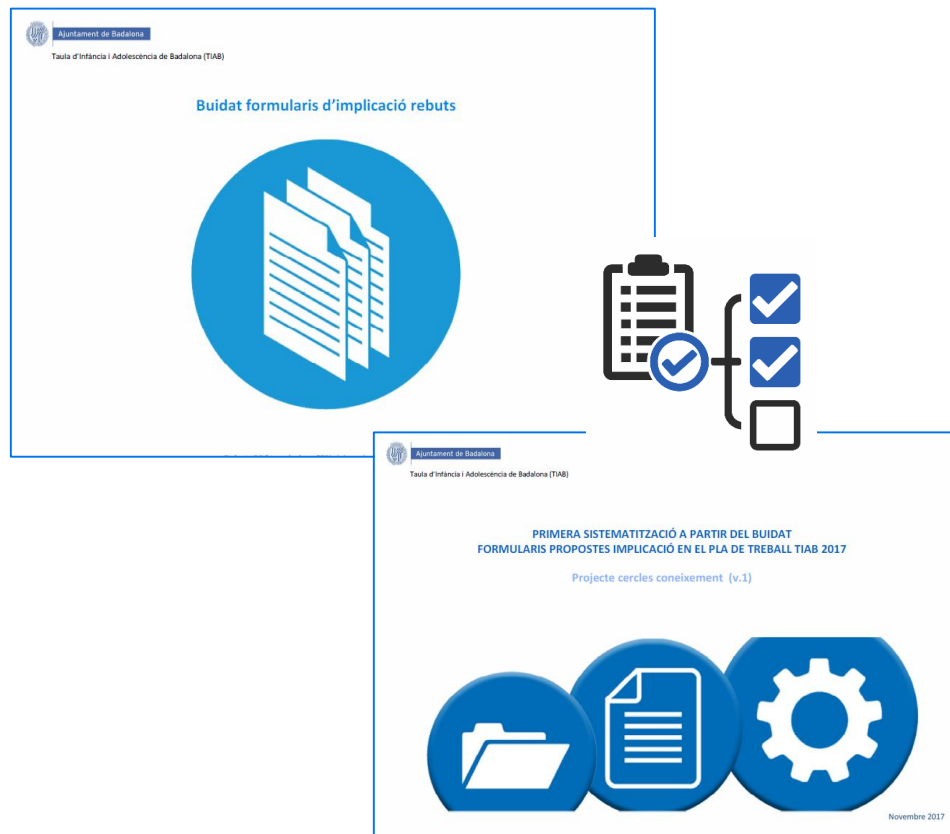 Ajuntament de Badalona
Taula d'Infància i Adolescència de Badalona (TIAB)
Buidat formularis d'implicació rebuts
Ajuntament de Badalona
Taula d'Infància i Adolescència de Badalona (TIAB)
PRIMERA SISTEMATITZACIÓ A PARTIR DEL BUIDAT
FORMULARIS PROPOSTES IMPLICACIÓ EN EL PLA DE TREBALL TIAB 2017
Projecte cercles coneixement (v.1)
Novembre 2017